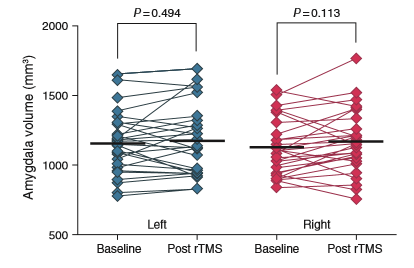 P=0.494
P=0.113
Amygdala volume (mm³)
2000
1500
1000
500
Left
Right
Baseline
Post rTMS
Baseline
Post rTMS